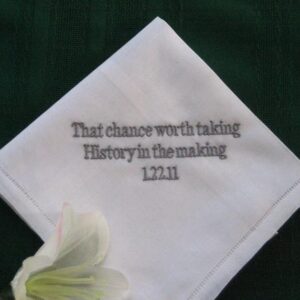 That chance worth taking
History in the making
1.22.11